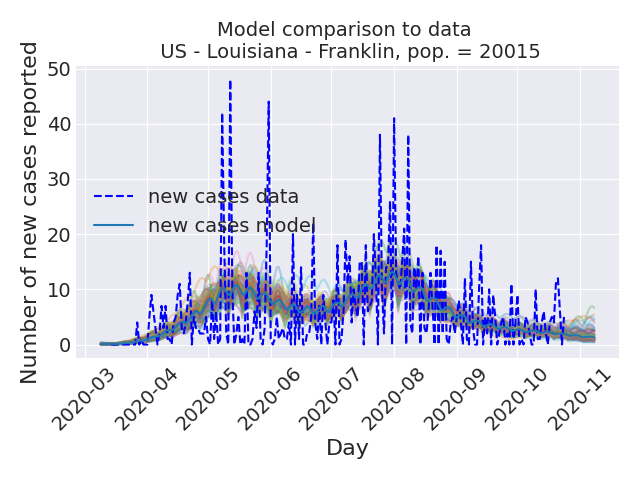 Model comparison to data
US - Louisiana - Franklin, pop. = 20015
Number of new cases reported
50
40
30
20
10
0
new cases data
new cases model
2020-03
2020-04
2020-05
2020-06
2020-07
2020-08
2020-09
2020-10
2020-11
Day